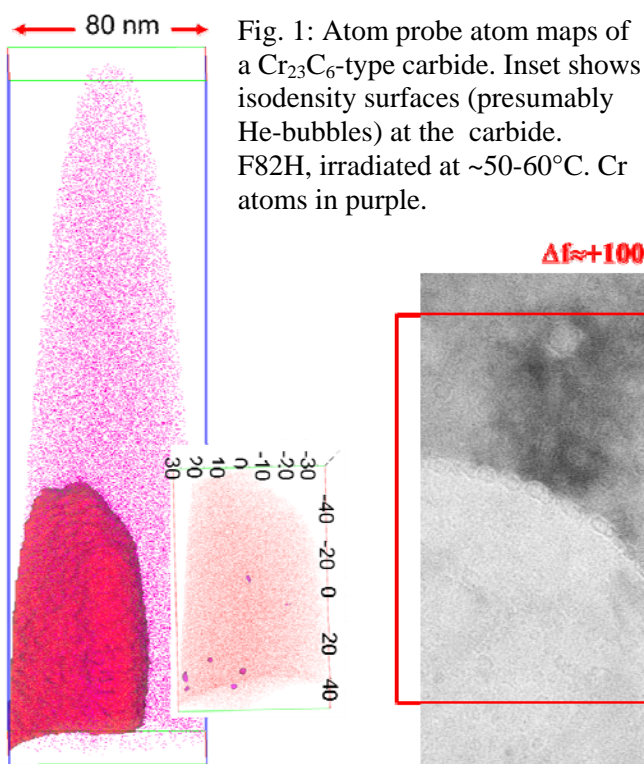 80 nm
Fig. 1: Atom probe atom maps of
a Cr₂₃C₆-type carbide. Inset shows
isodensity surfaces (presumably
He-bubbles) at the carbide.
F82H, irradiated at ~50-60°C. Cr
atoms in purple.
Δf≈+100
30 20 10 0 -10 -20 -30
-40
-20
0
20
40